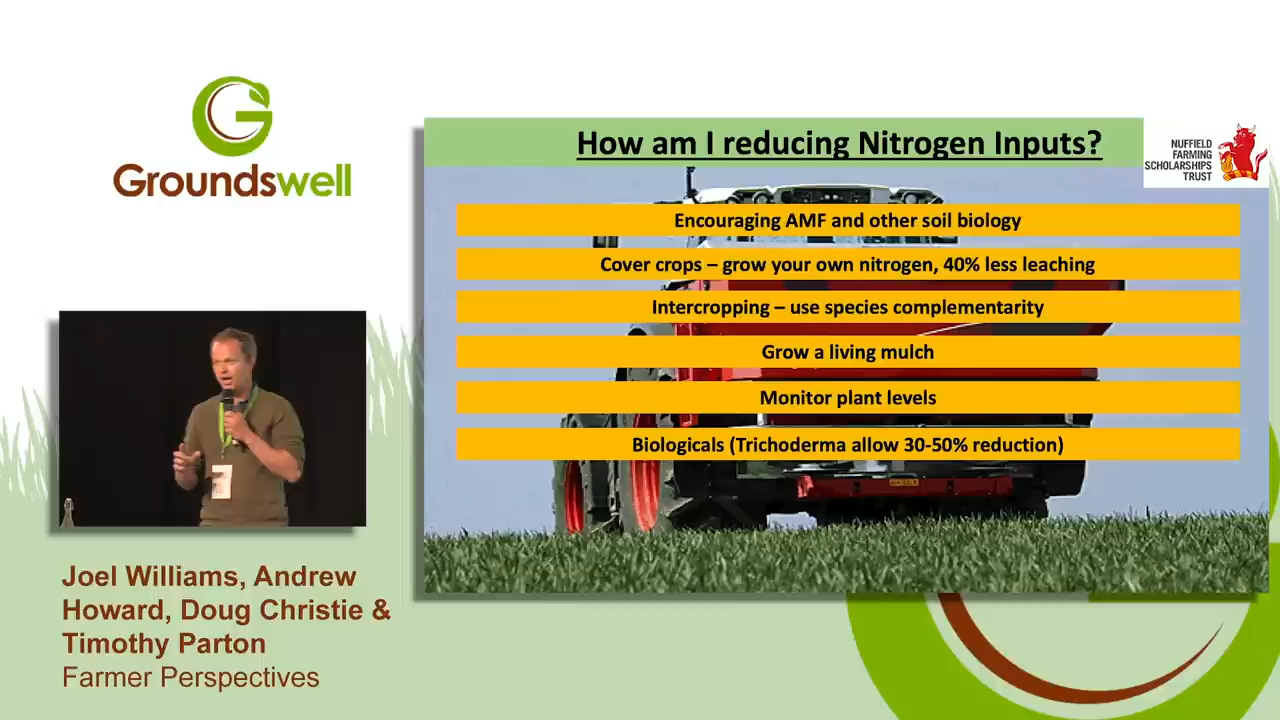 Groundswell
How am I reducing Nitrogen Inputs?
NUFFIELD
FARMING
SCHOLARSHIPS
TRUST
Encouraging AMF and other soil biology
Cover crops – grow your own nitrogen, 40% less leaching
Intercropping – use species complementarity
Grow a living mulch
Monitor plant levels
Biologicals (Trichoderma allow 30-50% reduction)
Joel Williams, Andrew
Howard, Doug Christie &
Timothy Parton
Farmer Perspectives